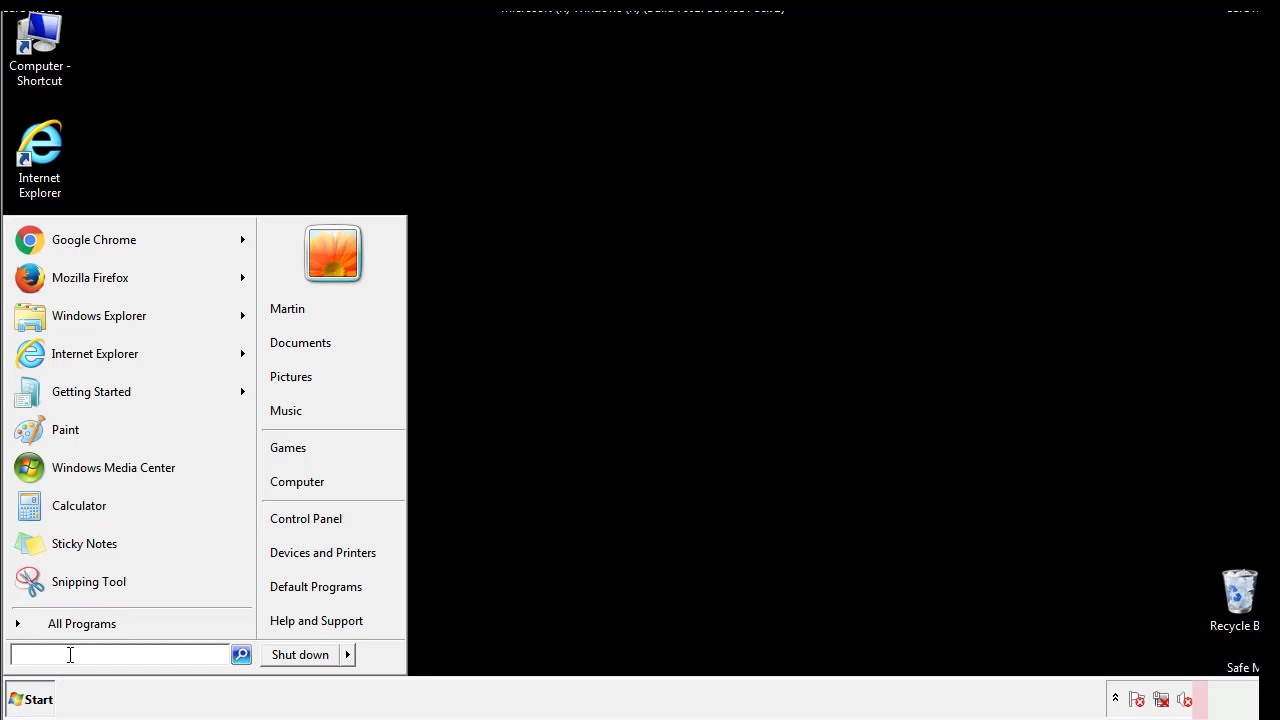 Computer -
Shortcut
Internet
Explorer
Google Chrome
Mozilla Firefox
Windows Explorer
Internet Explorer
Getting Started
Paint
Windows Media Center
Calculator
Sticky Notes
Snipping Tool
All Programs
Martin
Documents
Pictures
Music
Games
Computer
Control Panel
Devices and Printers
Default Programs
Help and Support
Shut down
Recycle B
Safe M
Start